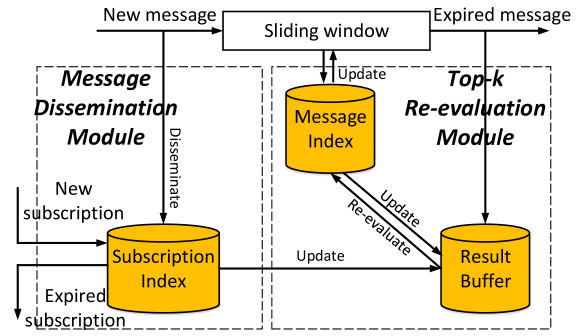 New message
Expired message
Sliding window
Update
Message
Dissemination
Module
Top-k
Re-evaluation
Module
Message
Index
Disseminate
New
subscription
Update
Re-evaluate
Subscription
Index
Update
Result
Buffer
Expired
subscription